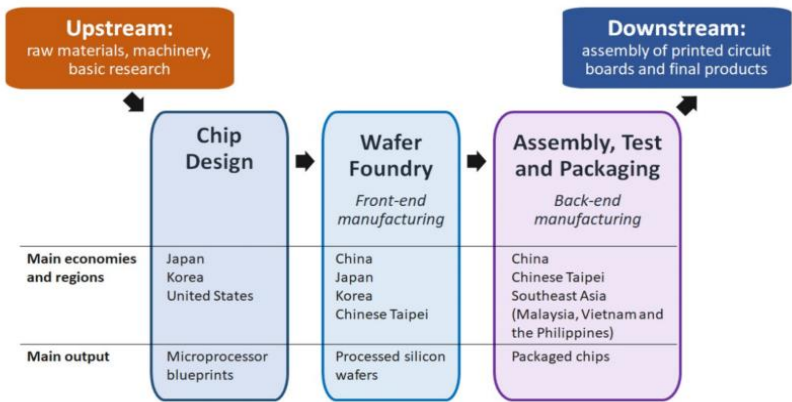 Upstream:
raw materials, machinery,
basic research
Downstream:
assembly of printed circuit
boards and final products
Chip
Design
Wafer
Foundry
Front-end
manufacturing
Assembly, Test
and Packaging
Back-end
manufacturing
Main economies
and regions
Japan
Korea
United States
China
Japan
Korea
Chinese Taipei
China
Chinese Taipei
Southeast Asia
(Malaysia, Vietnam and
the Philippines)
Main output
Microprocessor
blueprints
Processed silicon
wafers
Packaged chips